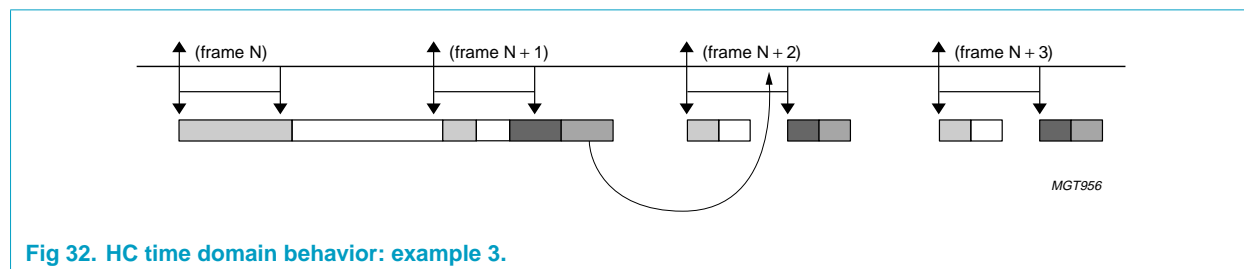 (frame N) (frame N + 1) (frame N + 2) (frame N + 3)
MGT956
Fig 32. HC time domain behavior: example 3.